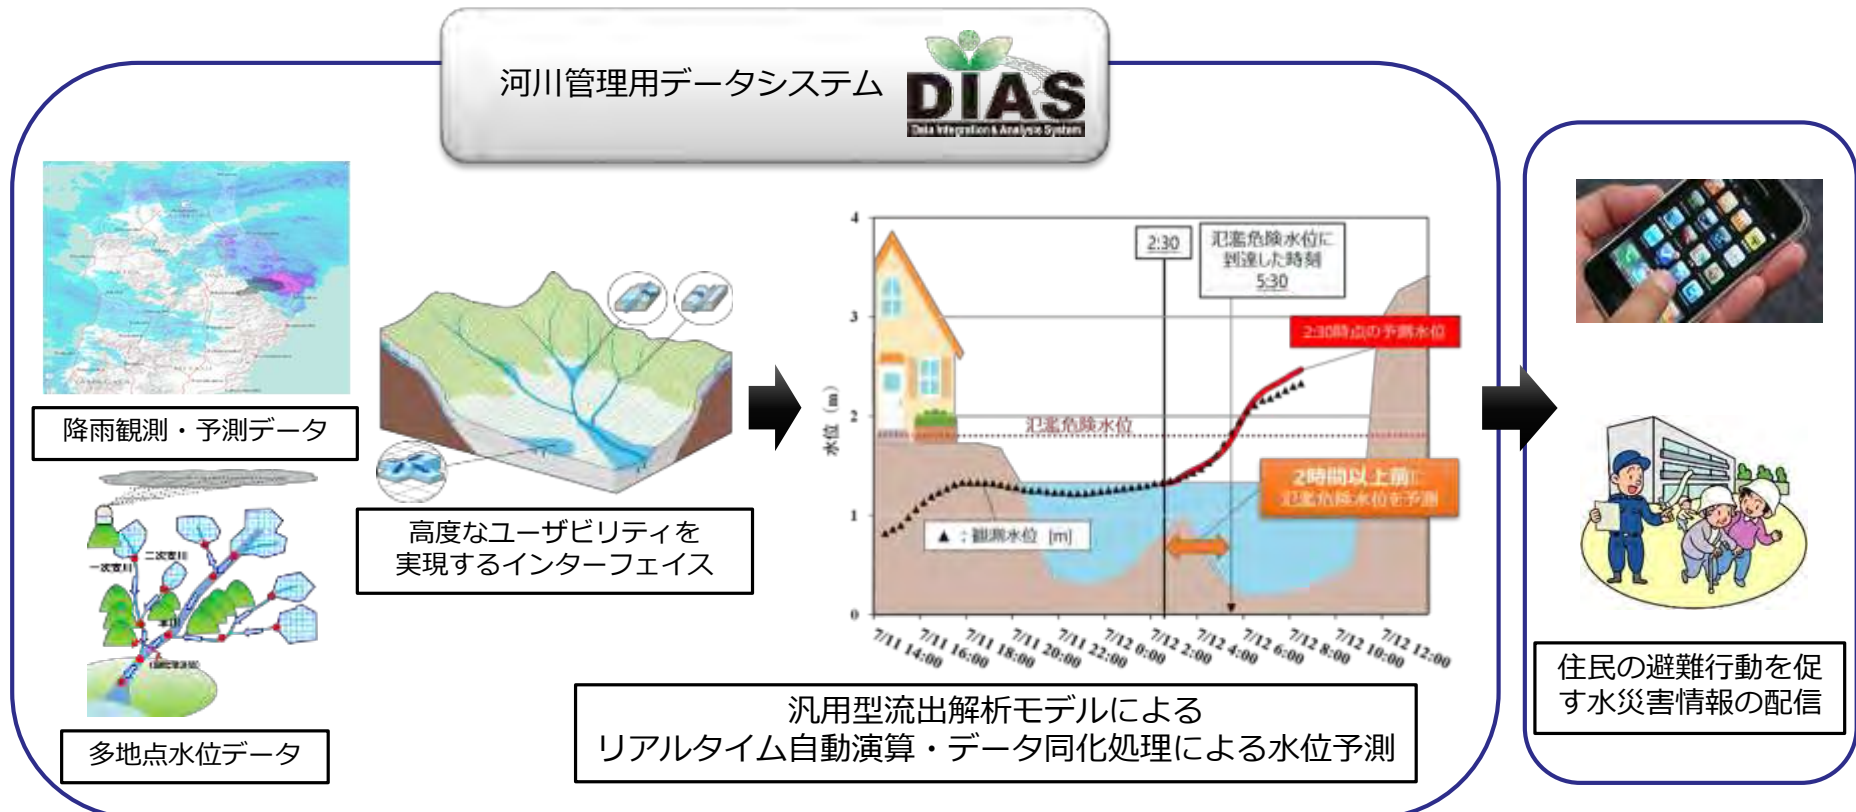 河川管理用データシステム
DIAS
Data Integration & Analysis System
降雨観測・予測データ
二次支川
一次支川
本川
多地点水位データ
高度なユーザビリティを
実現するインターフェイス
水位 (m)
4
3
2
1
0
2:30
氾濫危険水位に
到達した時刻
5:30
2:30時点の予測水位
氾濫危険水位
2時間以上前に
氾濫危険水位を予測
▲ : 観測水位 [m]
7/11 14:00
7/11 16:00
7/11 18:00
7/11 20:00
7/11 22:00
7/12 0:00
7/12 2:00
7/12 4:00
7/12 6:00
7/12 8:00
7/12 10:00
7/12 12:00
汎用型流出解析モデルによる
リアルタイム自動演算・データ同化処理による水位予測
住民の避難行動を促
す水災害情報の配信